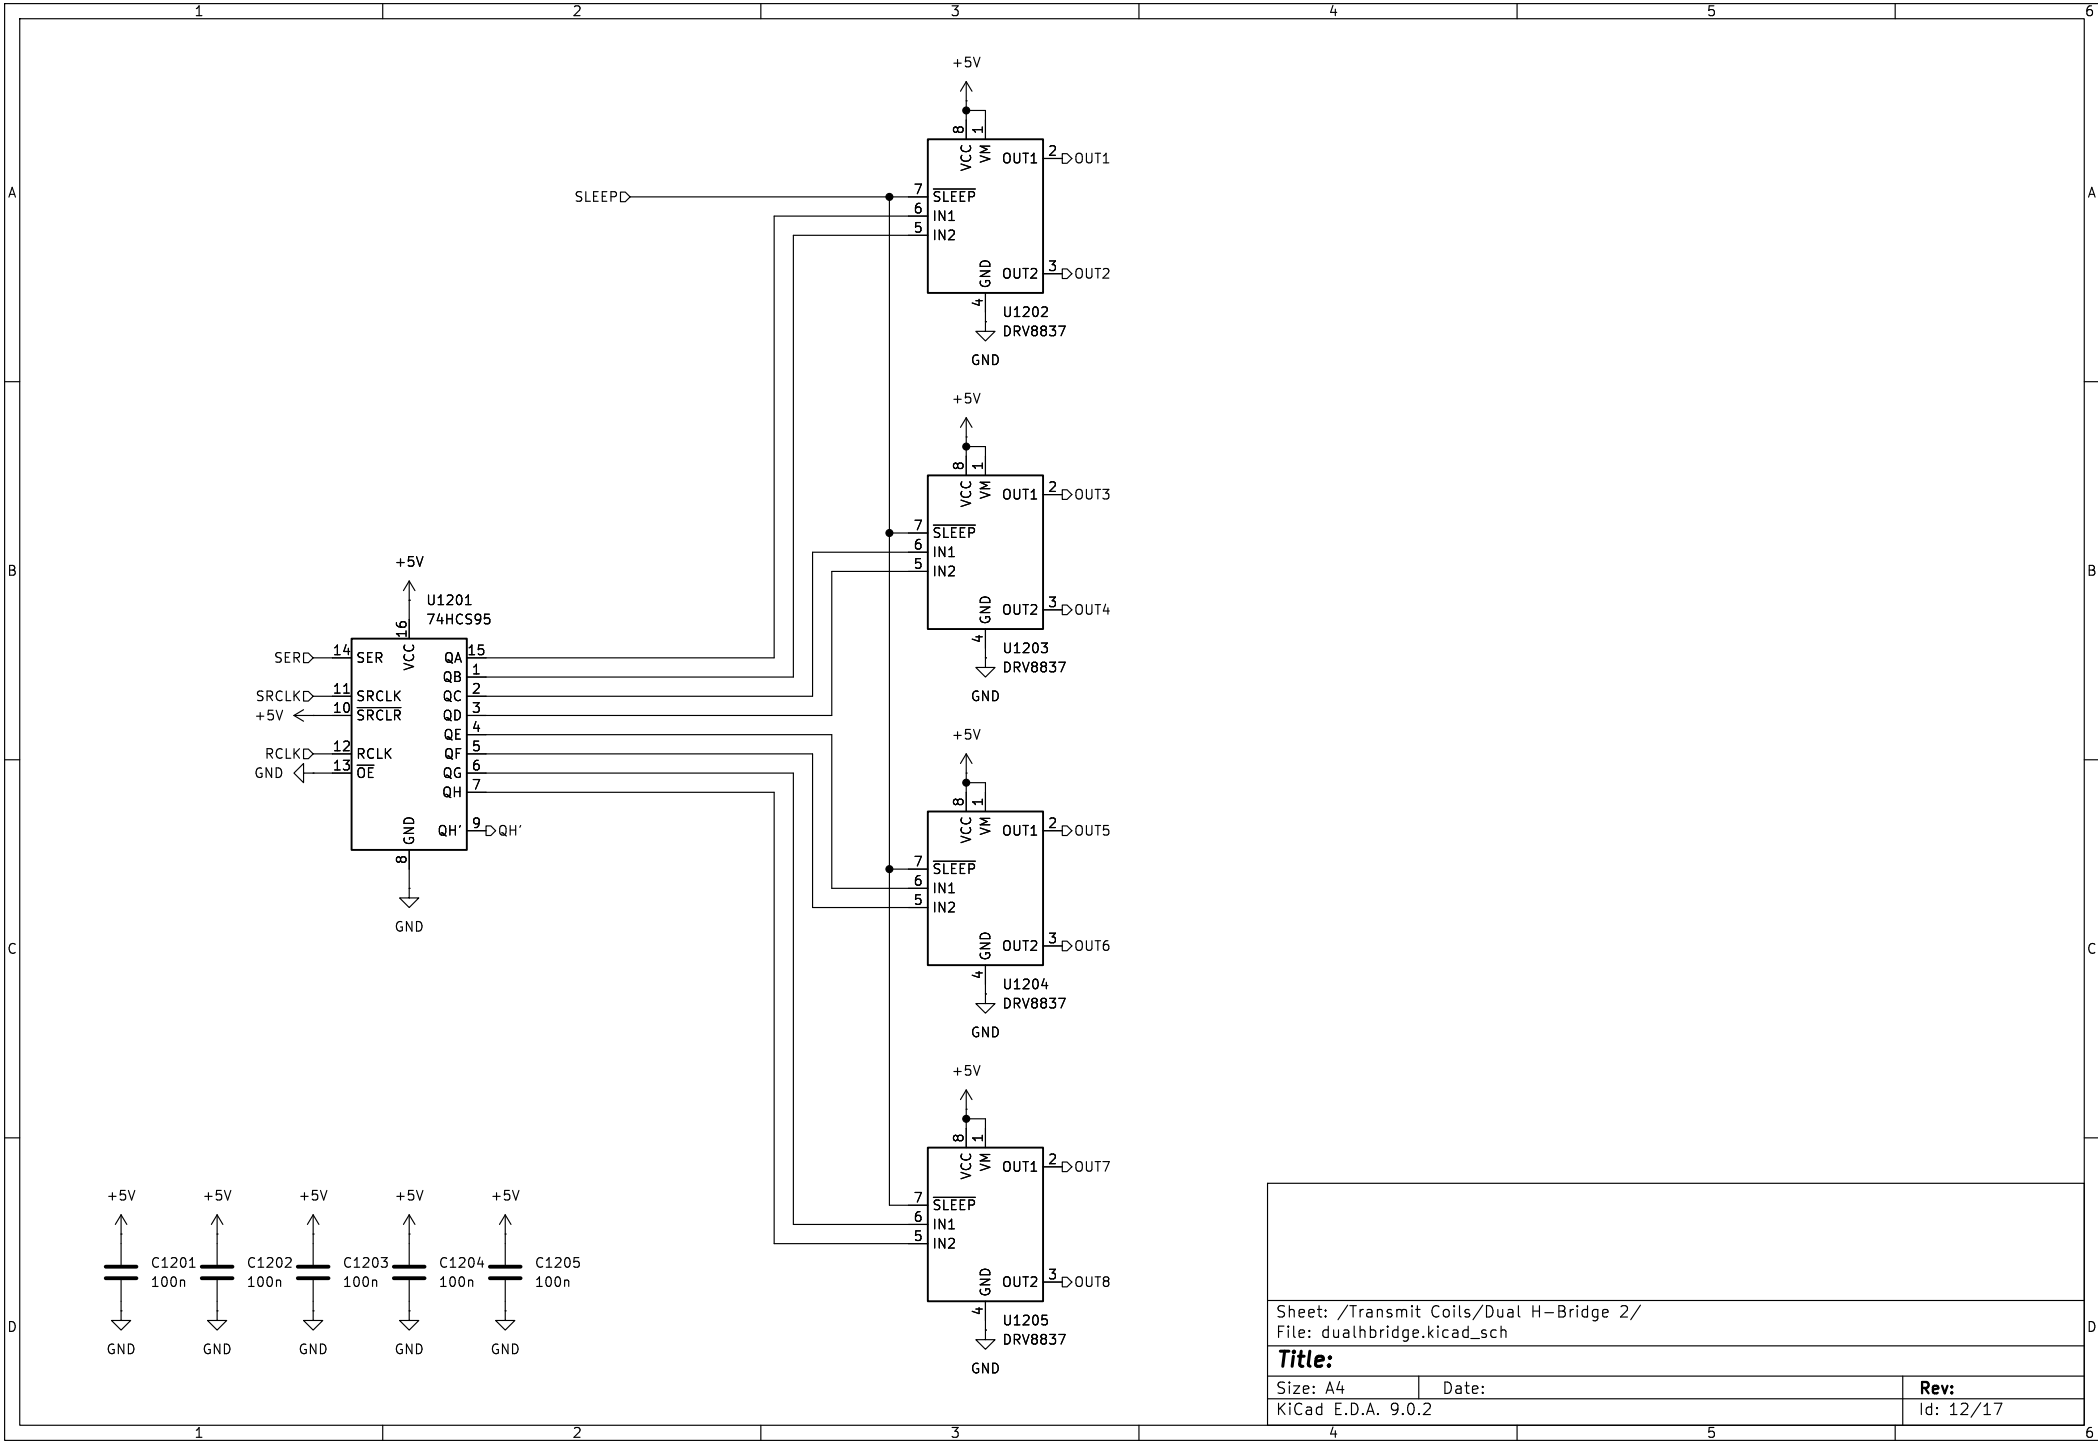 1 2 3 4 5 6
+5V
8 1
VCC VM
OUT1 2 OUT1
A A
SLEEP 7 SLEEP
6 IN1
5 IN2
GND OUT2 3 OUT2
4
U1202
DRV8837
GND
+5V
8 1
VCC VM
OUT1 2 OUT3
7 SLEEP
6 IN1
5 IN2
B B
GND OUT2 3 OUT4
4
U1203
DRV8837
GND
+5V
U1201
74HCS95
16
VCC
SER 14 SER QA 15
QB 1
SRCLK 11 SRCLK QC 2
+5V 10 SRCLR QD 3
QE 4
RCLK 12 RCLK QF 5
GND 13 OE QG 6
QH 7
GND QH' 9 QH'
8
GND
+5V
8 1
VCC VM
OUT1 2 OUT5
7 SLEEP
6 IN1
5 IN2
C C
GND OUT2 3 OUT6
4
U1204
DRV8837
GND
+5V
8 1
VCC VM
OUT1 2 OUT7
7 SLEEP
6 IN1
5 IN2
GND OUT2 3 OUT8
4
U1205
DRV8837
GND
+5V +5V +5V +5V +5V
C1201 C1202 C1203 C1204 C1205
100n 100n 100n 100n 100n
GND GND GND GND GND
D D
Sheet: /Transmit Coils/Dual H-Bridge 2/
File: dualhbridge.kicad_sch
Title:
Size: A4 Date: Rev:
KiCad E.D.A. 9.0.2 Id: 12/17
1 2 3 4 5 6